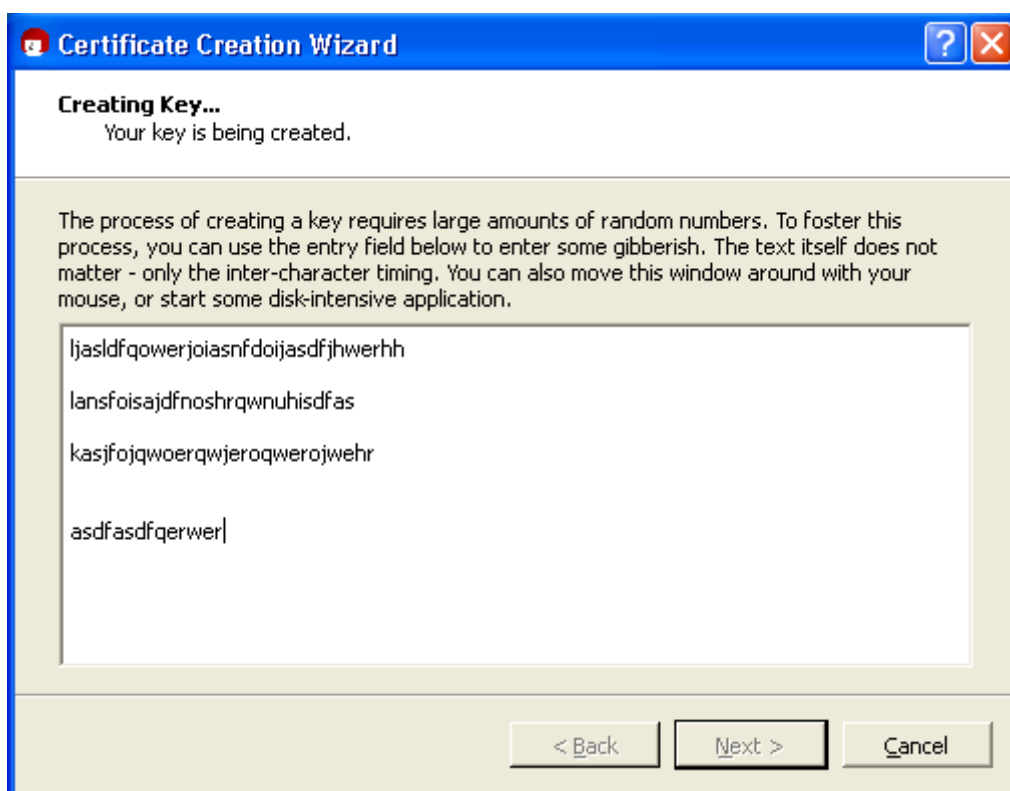 Certificate Creation Wizard
Creating Key...
Your key is being created.
The process of creating a key requires large amounts of random numbers. To foster this
process, you can use the entry field below to enter some gibberish. The text itself does not
matter - only the inter-character timing. You can also move this window around with your
mouse, or start some disk-intensive application.
ljasldfqowerjoiasnfdoijasdfjhwerhh
lansfoisajdfnoshrqwnuhisdfas
kasjfojqwoerqwjeroqwerojwehr
asdfasdfqerwer
< Back
Next >
Cancel